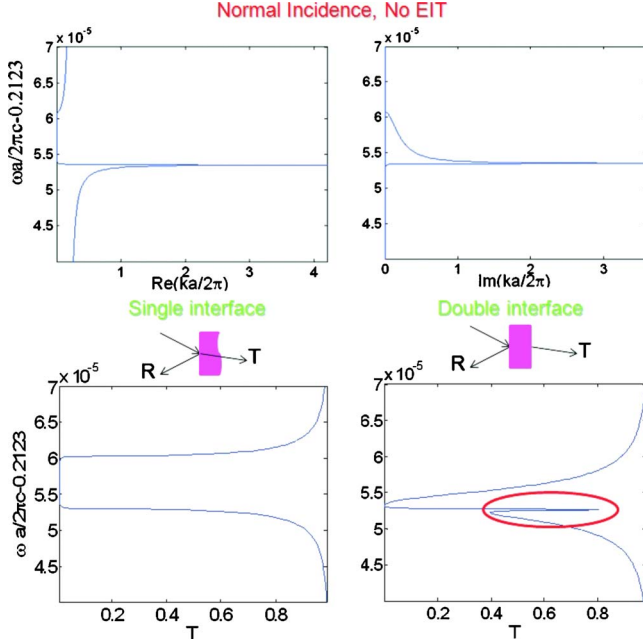 Normal Incidence, No EIT
7 x 10^-5
6.5
6
5.5
5
4.5
ωa/2πc-0.2123
1 2 3 4
Re(ka/2π)
7 x 10^-5
6.5
6
5.5
5
4.5
0 1 2 3
Im(ka/2π)
Single interface
R
T
Double interface
R
T
7 x 10^-5
6.5
6
5.5
5
4.5
ω a/2πc-0.2123
0.2 0.4 0.6 0.8
T
7 x 10^-5
6.5
6
5.5
5
4.5
0.2 0.4 0.6 0.8
T